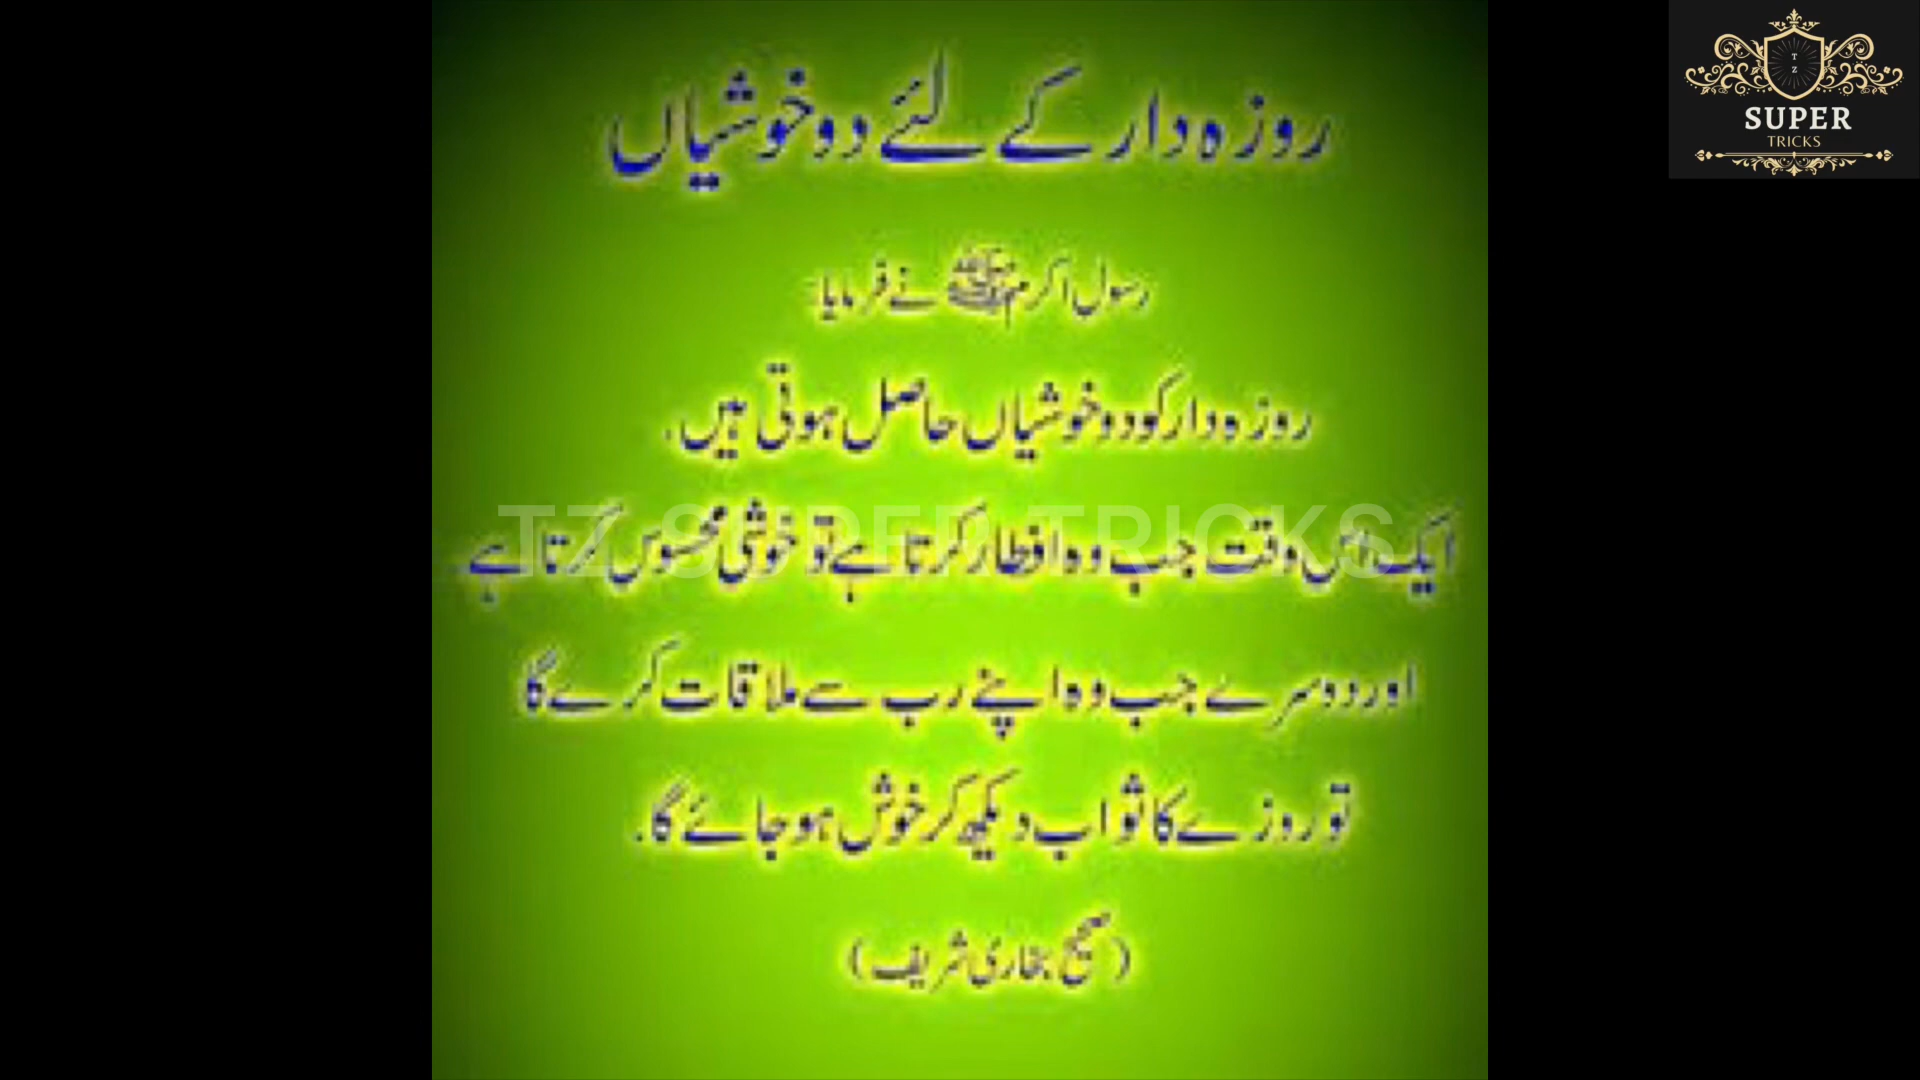 روزہ دار کے لئے دو خوشیاں
رسول اکرم ﷺ نے فرمایا:
روزہ دار کو دو خوشیاں حاصل ہوتی ہیں۔
ایک اس وقت جب وہ افطار کرتا ہے تو خوشی محسوس کرتا ہے۔
اور دوسرے جب وہ اپنے رب سے ملاقات کرے گا
تو روزے کا ثواب دیکھ کر خوش ہو جائے گا۔
(صحیح بخاری شریف)
TZ SUPER TRICKS
T
Z
SUPER
TRICKS